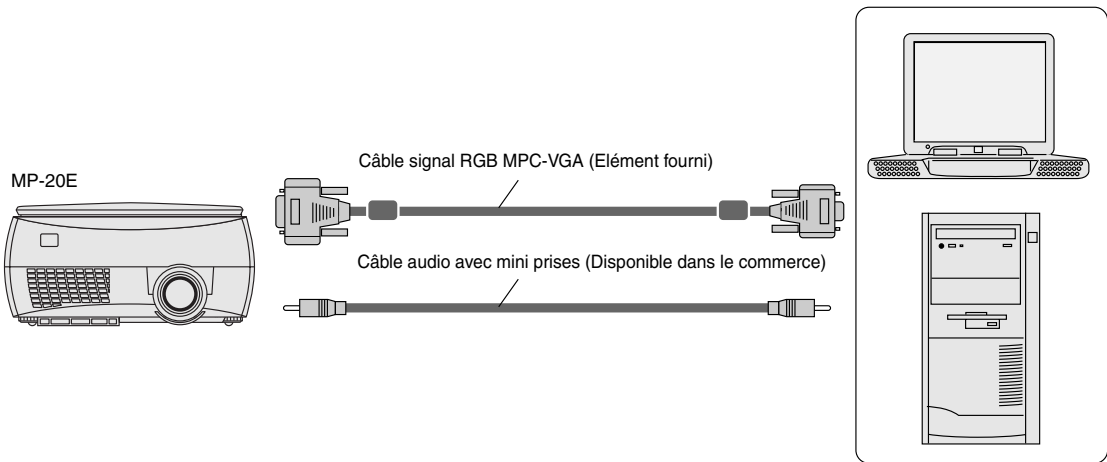 Câble signal RGB MPC-VGA (Elément fourni)
MP-20E
Câble audio avec mini prises (Disponible dans le commerce)